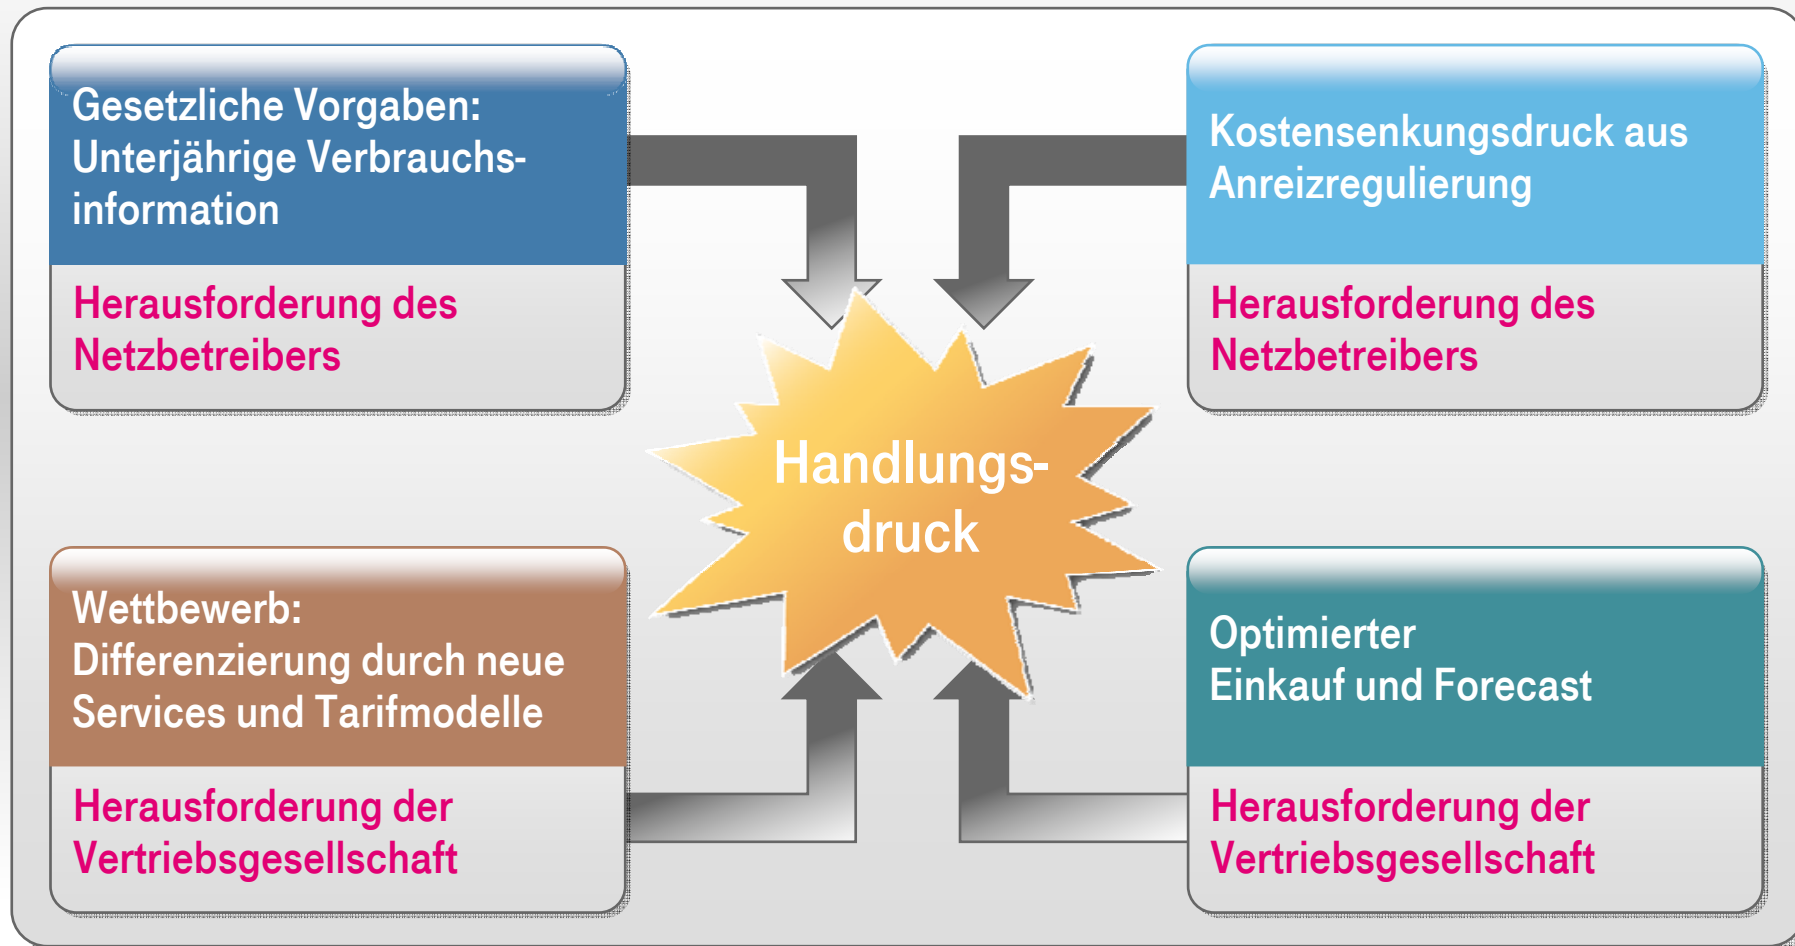 Gesetzliche Vorgaben:
Unterjährige Verbrauchs-
information
Herausforderung des
Netzbetreibers
Kostensenkungsdruck aus
Anreizregulierung
Herausforderung des
Netzbetreibers
Handlungs-
druck
Wettbewerb:
Differenzierung durch neue
Services und Tarifmodelle
Herausforderung der
Vertriebsgesellschaft
Optimierter
Einkauf und Forecast
Herausforderung der
Vertriebsgesellschaft